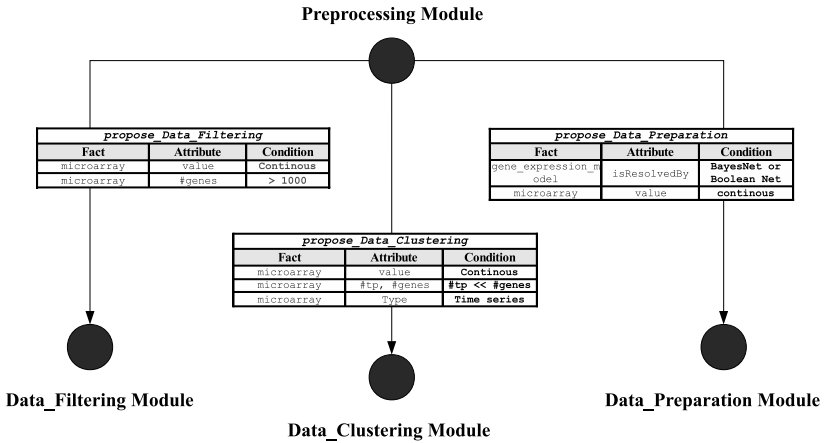 Preprocessing Module
propose_Data_Filtering
Fact Attribute Condition
microarray value Continous
microarray #genes > 1000
propose_Data_Preparation
Fact Attribute Condition
gene_expression_m
odel isResolvedBy BayesNet or
Boolean Net
microarray value continous
propose_Data_Clustering
Fact Attribute Condition
microarray value Continous
microarray #tp, #genes #tp << #genes
microarray Type Time series
Data_Filtering Module
Data_Clustering Module
Data_Preparation Module